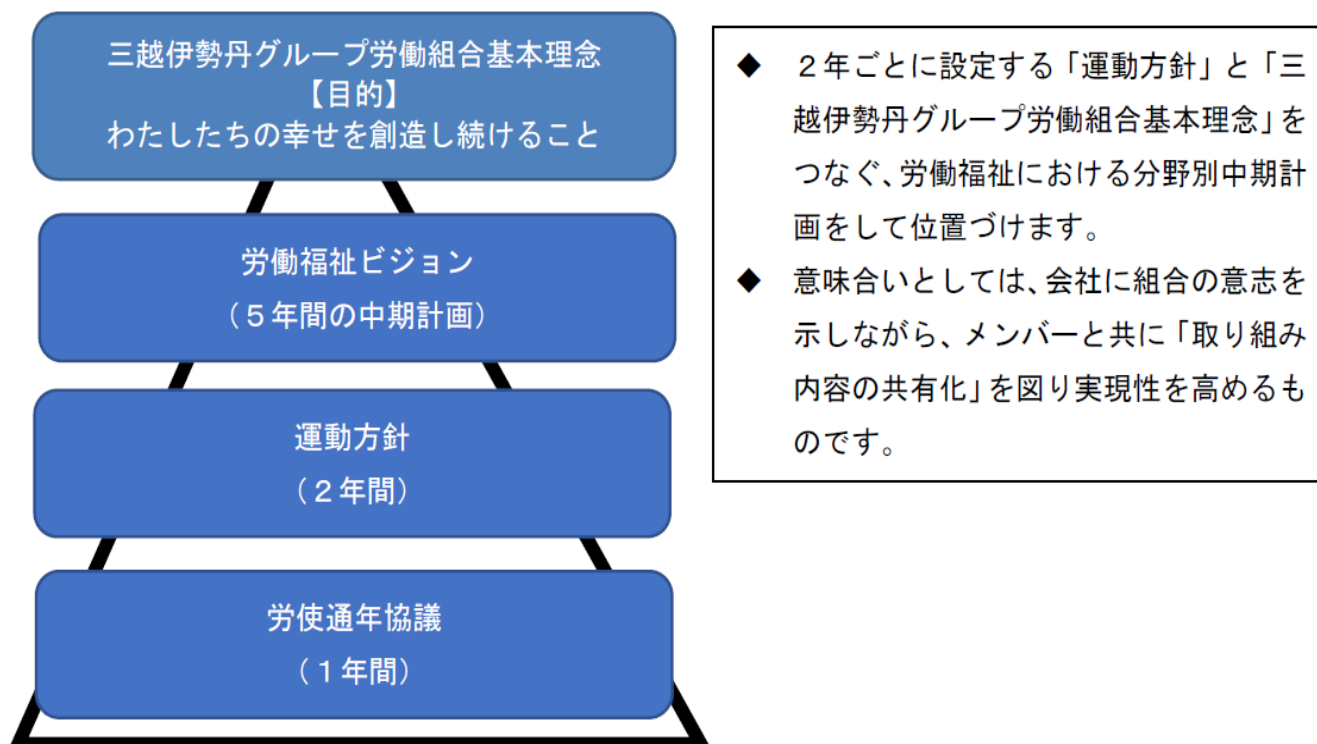 三越伊勢丹グループ労働組合基本理念
【目的】
わたしたちの幸せを創造し続けること
労働福祉ビジョン
（５年間の中期計画）
運動方針
（２年間）
労使通年協議
（１年間）
◆ ２年ごとに設定する「運動方針」と「三
越伊勢丹グループ労働組合基本理念」を
つなぐ、労働福祉における分野別中期計
画をして位置づけます。
◆ 意味合いとしては、会社に組合の意志を
示しながら、メンバーと共に「取り組み
内容の共有化」を図り実現性を高めるも
のです。